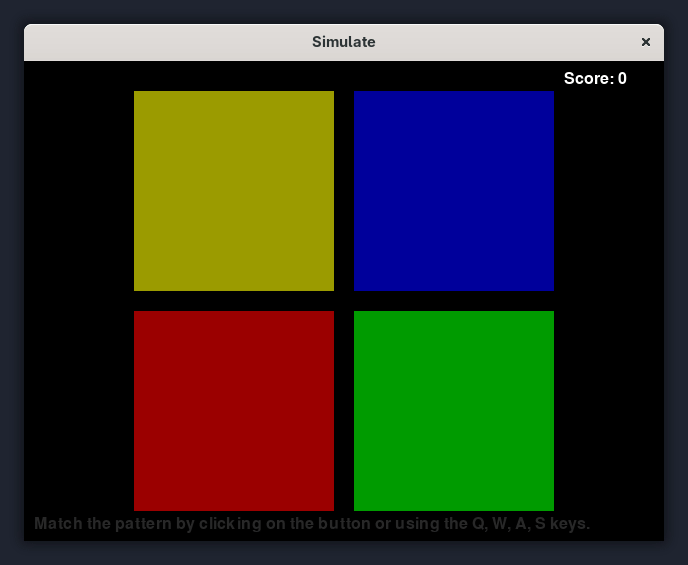 Simulate
Score: 0
Match the pattern by clicking on the button or using the Q, W, A, S keys.